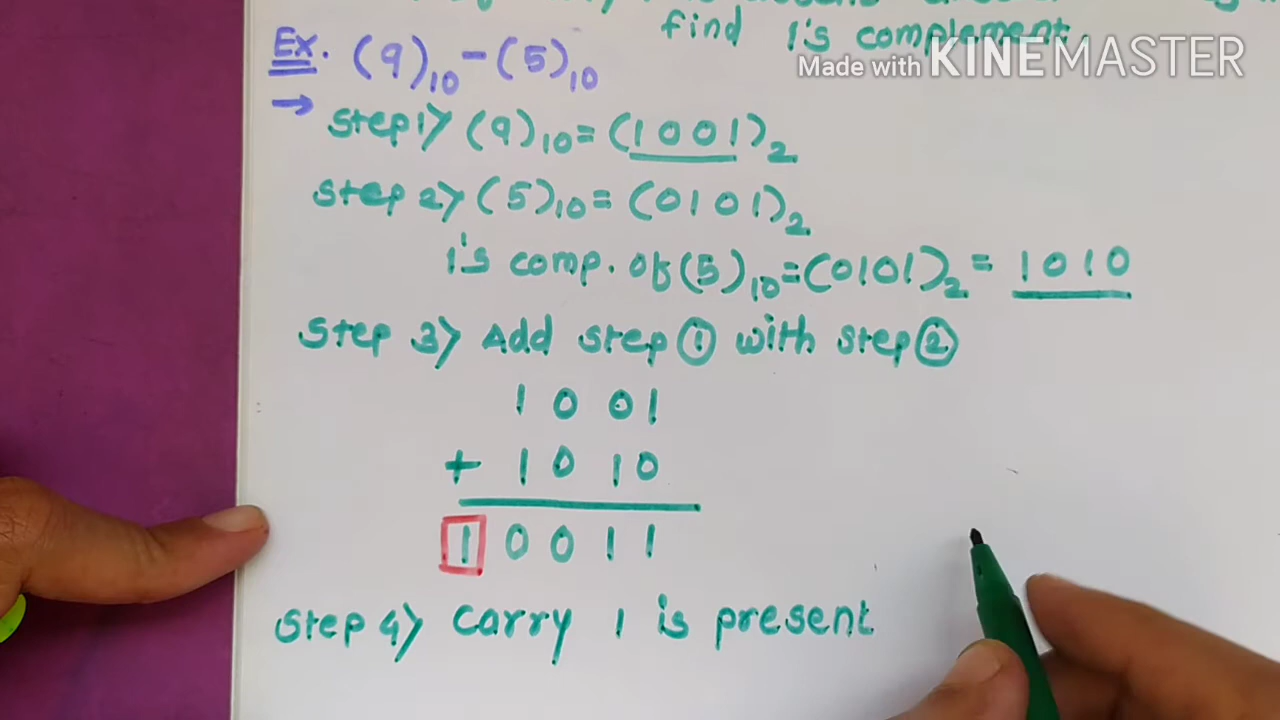 find 1's complement.
Made with KINEMASTER
Ex. (9)10 - (5)10
→ Step 1> (9)10 = (1001)2
Step 2> (5)10 = (0101)2
1's comp. of (5)10 = (0101)2 = 1010
Step 3> Add step ① with step ②
1 0 0 1
+ 1 0 1 0
1 0 0 1 1
Step 4> Carry 1 is present